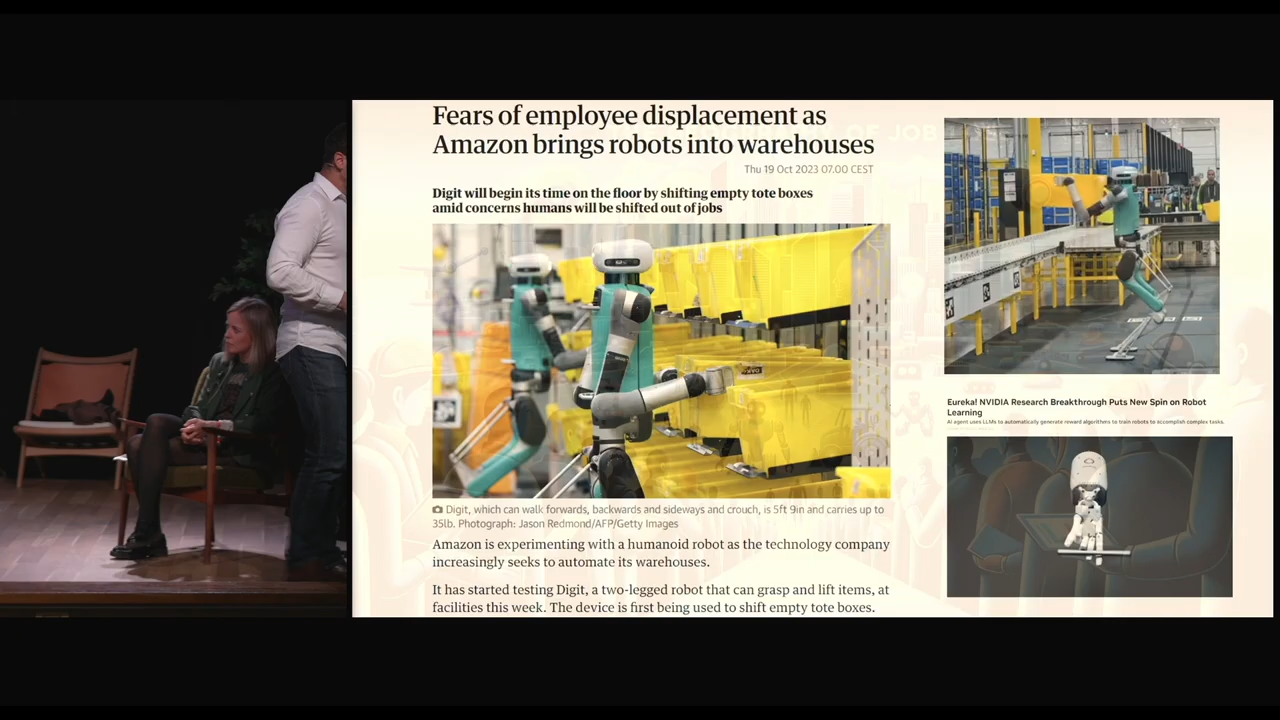 Fears of employee displacement as
Amazon brings robots into warehouses
Thu 19 Oct 2023 07.00 CEST
Digit will begin its time on the floor by shifting empty tote boxes
amid concerns humans will be shifted out of jobs
Digit, which can walk forwards, backwards and sideways and crouch, is 5ft 9in and carries up to
35lb. Photograph: Jason Redmond/AFP/Getty Images
Amazon is experimenting with a humanoid robot as the technology company
increasingly seeks to automate its warehouses.
It has started testing Digit, a two-legged robot that can grasp and lift items, at
facilities this week. The device is first being used to shift empty tote boxes.
OF JOB
Eureka! NVIDIA Research Breakthrough Puts New Spin on Robot
Learning
AI agent uses LLMs to automatically generate reward algorithms to train robots to accomplish complex tasks.